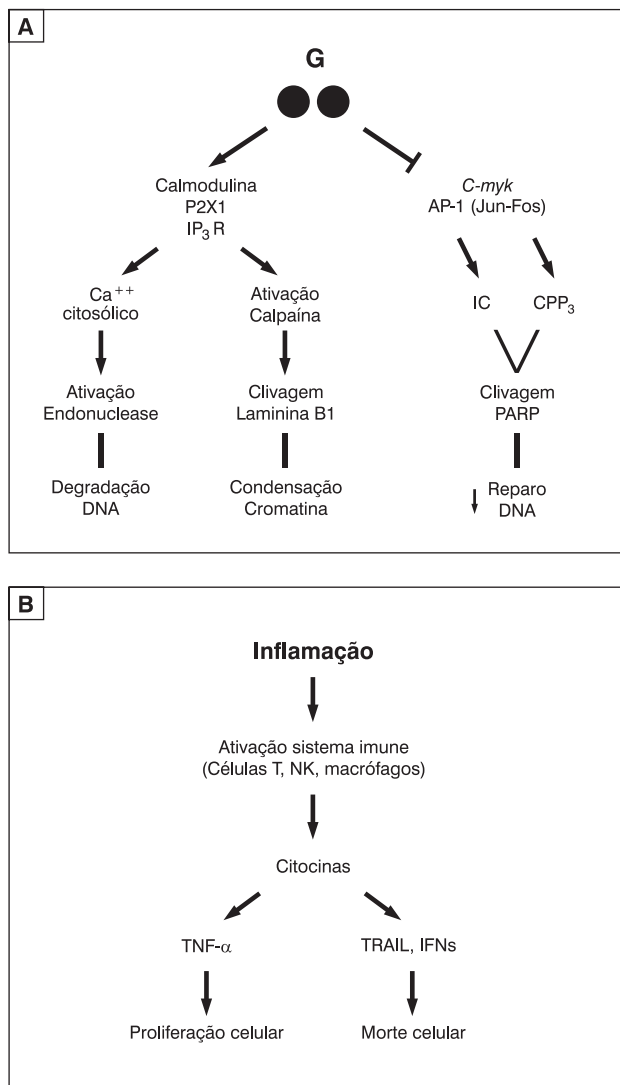 A
G
Calmodulina
P2X1
IP₃ R
C-myk
AP-1 (Jun-Fos)
Ca⁺⁺
citosólico
Ativação
Calpaína
IC
CPP₃
Ativação
Endonuclease
Clivagem
Laminina B1
Clivagem
PARP
Degradação
DNA
Condensação
Cromatina
↓ Reparo
DNA
B
Inflamação
Ativação sistema imune
(Células T, NK, macrófagos)
Citocinas
TNF-α
TRAIL, IFNs
Proliferação celular
Morte celular